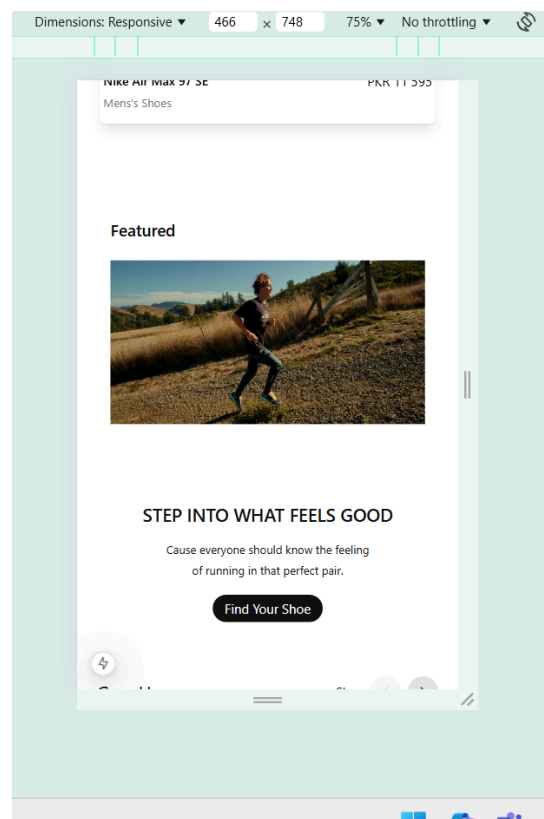 Dimensions: Responsive ▼ 466 × 748 75% ▼ No throttling ▼
Nike Air Max 97 SE PKR 11 595
Mens's Shoes
Featured
STEP INTO WHAT FEELS GOOD
Cause everyone should know the feeling
of running in that perfect pair.
Find Your Shoe